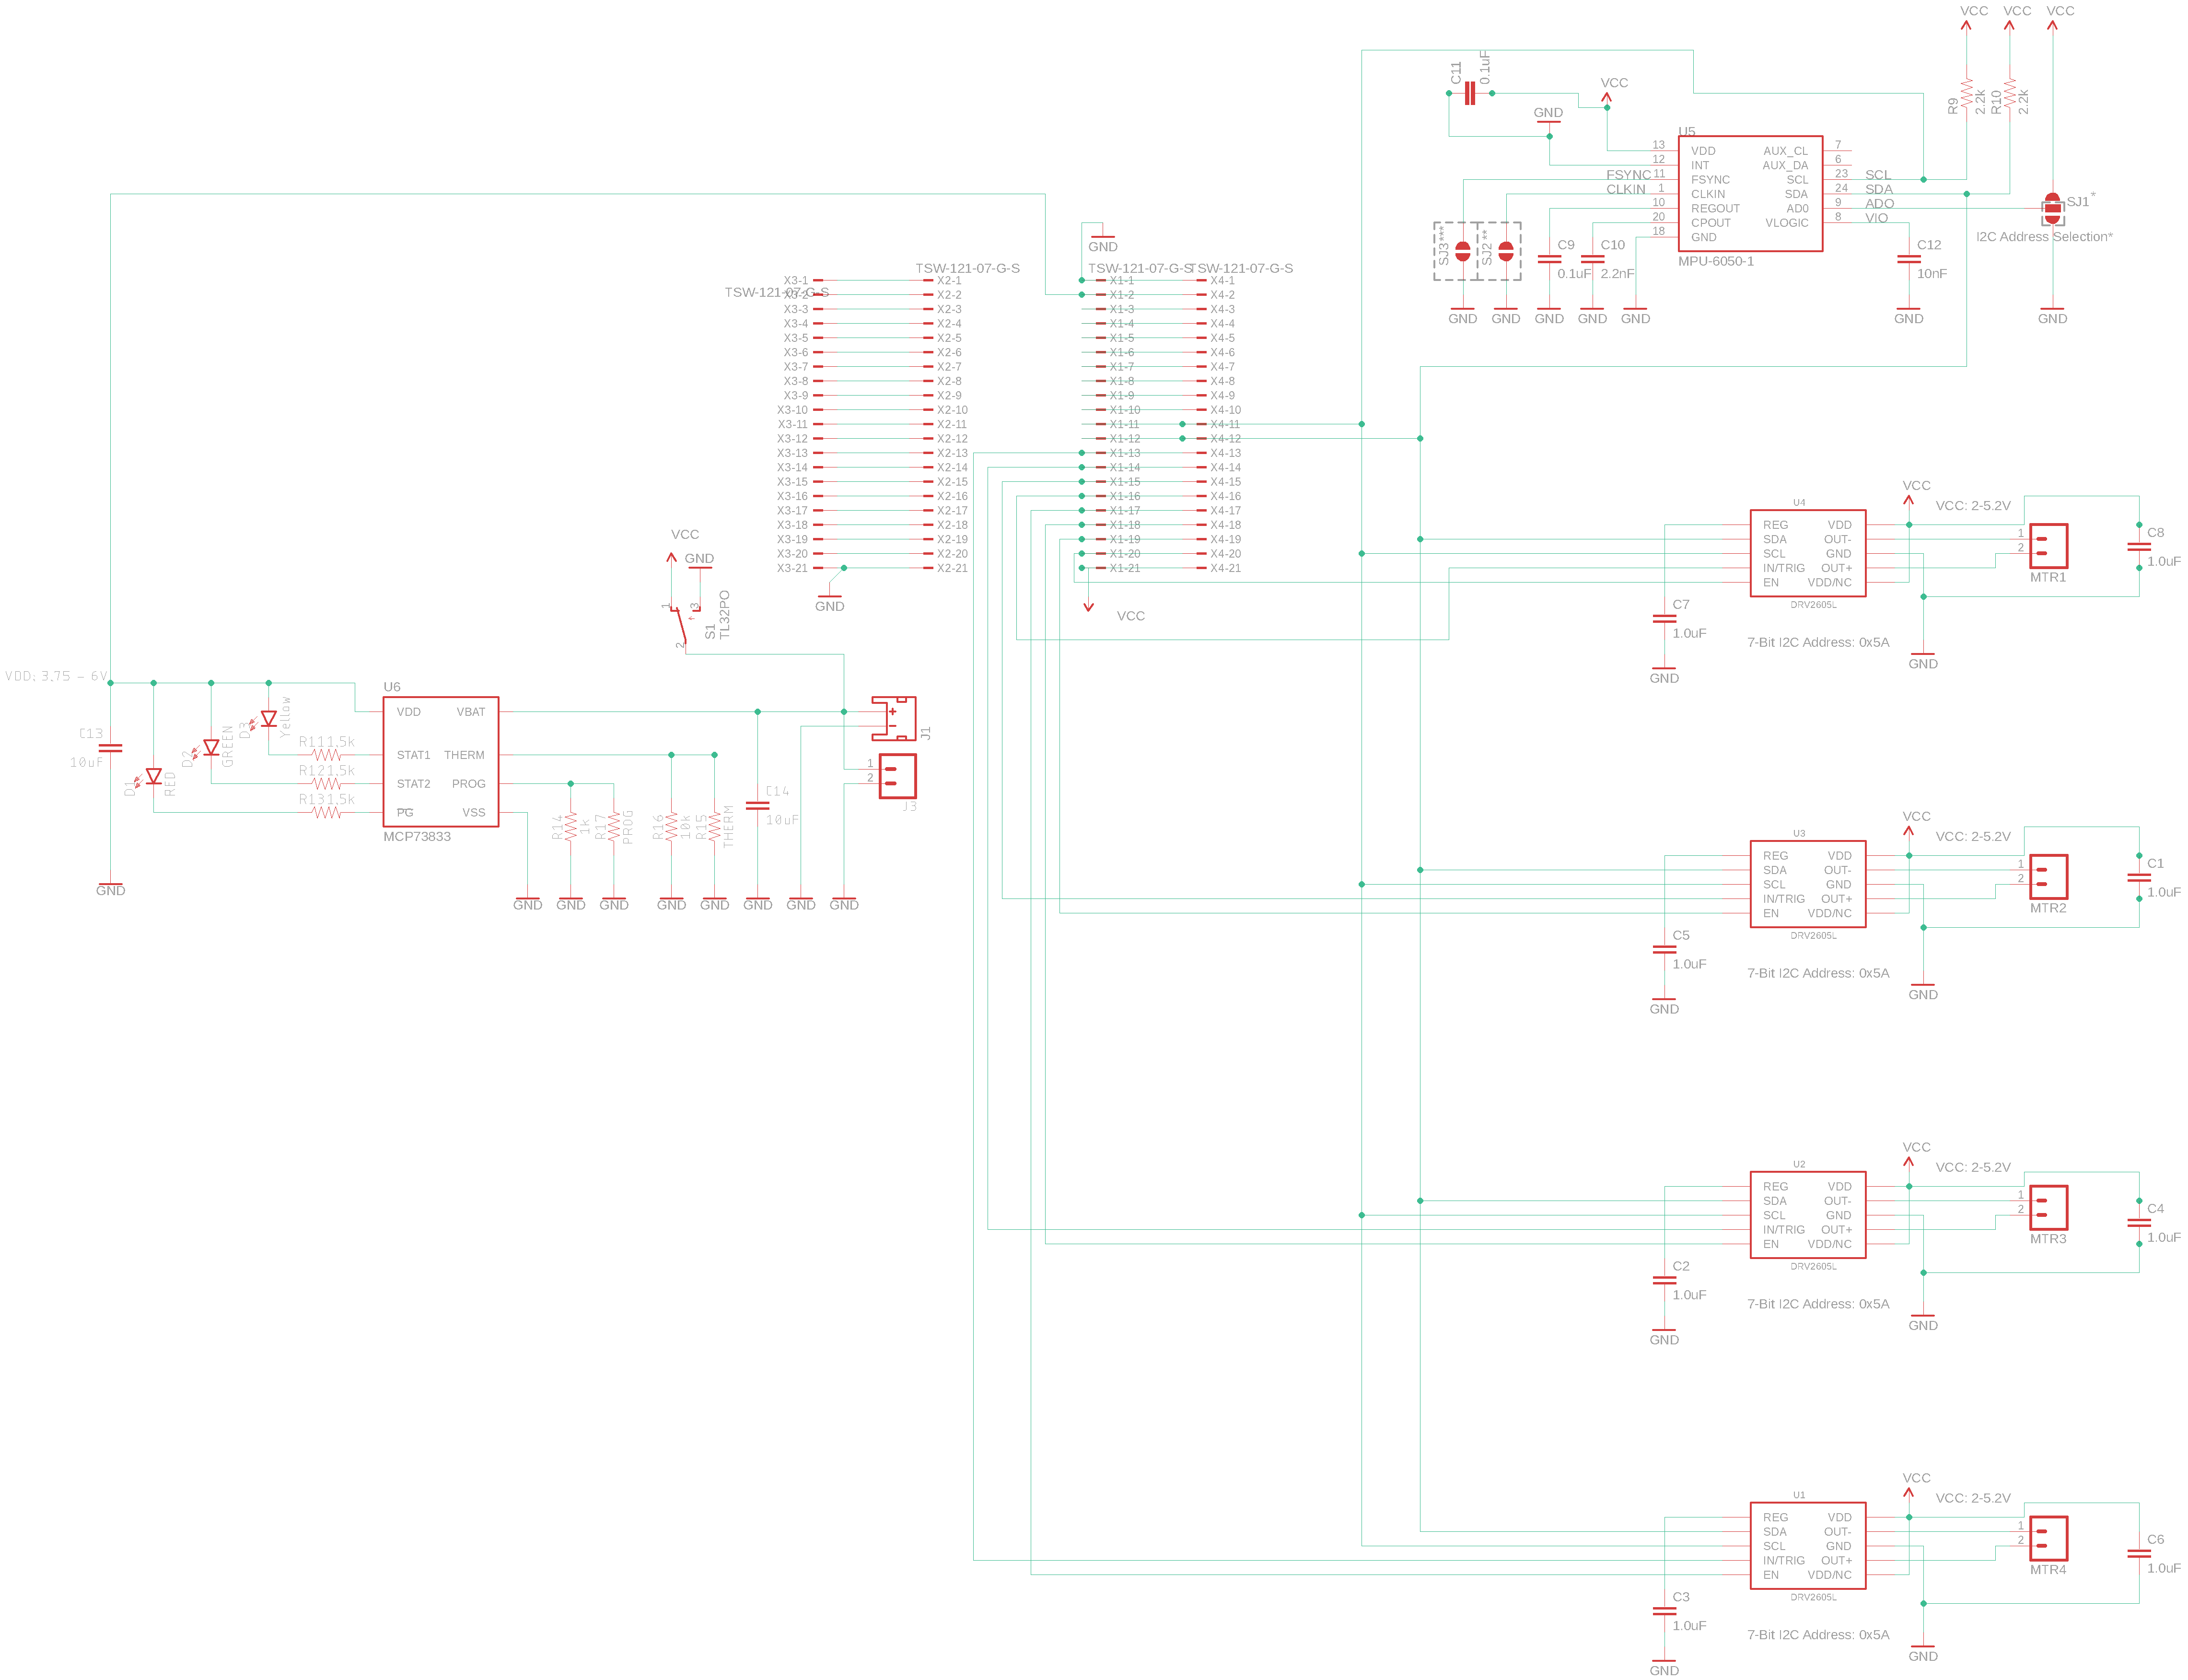 VCC VCC VCC
C11 0.1uF
VCC
GND
R9 2.2k R10 2.2k
U5
13 VDD AUX_CL 7
12 INT AUX_DA 6
FSYNC 11 FSYNC SCL 23 SCL
CLKIN 1 CLKIN SDA 24 SDA
10 REGOUT AD0 9 ADO
20 CPOUT VLOGIC 8 VIO
18 GND
MPU-6050-1
SJ1*
I2C Address Selection*
SJ3*** SJ2**
C9 0.1uF
C10 2.2nF
C12 10nF
GND GND GND GND GND GND GND
GND
TSW-121-07-G-S TSW-121-07-G-S TSW-121-07-G-S
TSW-121-07-G-S
X3-1 X2-1 X1-1 X4-1
X3-2 X2-2 X1-2 X4-2
X3-3 X2-3 X1-3 X4-3
X3-4 X2-4 X1-4 X4-4
X3-5 X2-5 X1-5 X4-5
X3-6 X2-6 X1-6 X4-6
X3-7 X2-7 X1-7 X4-7
X3-8 X2-8 X1-8 X4-8
X3-9 X2-9 X1-9 X4-9
X3-10 X2-10 X1-10 X4-10
X3-11 X2-11 X1-11 X4-11
X3-12 X2-12 X1-12 X4-12
X3-13 X2-13 X1-13 X4-13
X3-14 X2-14 X1-14 X4-14
X3-15 X2-15 X1-15 X4-15
X3-16 X2-16 X1-16 X4-16
X3-17 X2-17 X1-17 X4-17
X3-18 X2-18 X1-18 X4-18
X3-19 X2-19 X1-19 X4-19
X3-20 X2-20 X1-20 X4-20
X3-21 X2-21 X1-21 X4-21
GND
VCC
VCC
GND
1 3
2
S1
TL32PO
VDD: 3.75 - 6V
C13
10uF
GND
D1 RED
D2 GREEN
D3 Yellow
R11 1.5k
R12 1.5k
R13 1.5k
U6
VDD VBAT
STAT1 THERM
STAT2 PROG
PG VSS
MCP73833
R14 1k
R17 PROG
R16 10k
R15 THERM
C14
10uF
+
-
J1
1
2
J3
GND GND GND GND GND GND GND GND
VCC
U4
VCC: 2-5.2V
REG VDD
SDA OUT-
SCL GND
IN/TRIG OUT+
EN VDD/NC
DRV2605L
1
2
MTR1
C8
1.0uF
C7
1.0uF
7-Bit I2C Address: 0x5A
GND
GND
VCC
U3
VCC: 2-5.2V
REG VDD
SDA OUT-
SCL GND
IN/TRIG OUT+
EN VDD/NC
DRV2605L
1
2
MTR2
C1
1.0uF
C5
1.0uF
7-Bit I2C Address: 0x5A
GND
GND
VCC
U2
VCC: 2-5.2V
REG VDD
SDA OUT-
SCL GND
IN/TRIG OUT+
EN VDD/NC
DRV2605L
1
2
MTR3
C4
1.0uF
C2
1.0uF
7-Bit I2C Address: 0x5A
GND
GND
VCC
U1
VCC: 2-5.2V
REG VDD
SDA OUT-
SCL GND
IN/TRIG OUT+
EN VDD/NC
DRV2605L
1
2
MTR4
C6
1.0uF
C3
1.0uF
7-Bit I2C Address: 0x5A
GND
GND